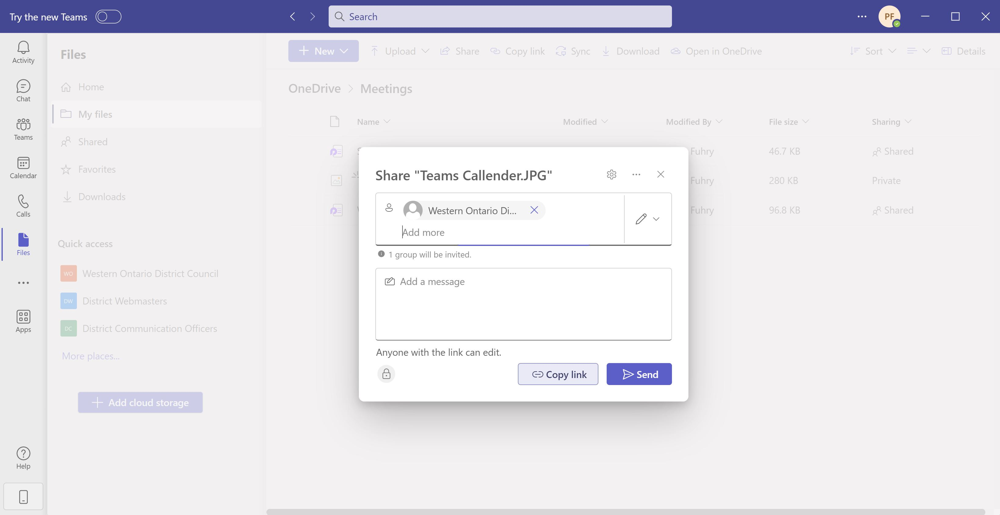 Try the new Teams
Search
PF
Activity
Chat
Teams
Calendar
Calls
Files
Apps
Help
Files
Home
My files
Shared
Favorites
Downloads
Quick access
WO Western Ontario District Council
DW District Webmasters
DC District Communication Officers
More places...
Add cloud storage
New Upload Share Copy link Sync Download Open in OneDrive Sort Details
OneDrive > Meetings
Name Modified Modified By File size Sharing
Fuhry 46.7 KB Shared
Fuhry 280 KB Private
Fuhry 96.8 KB Shared
Share "Teams Callender.JPG"
Western Ontario Di...
Add more
1 group will be invited.
Add a message
Anyone with the link can edit.
Copy link Send